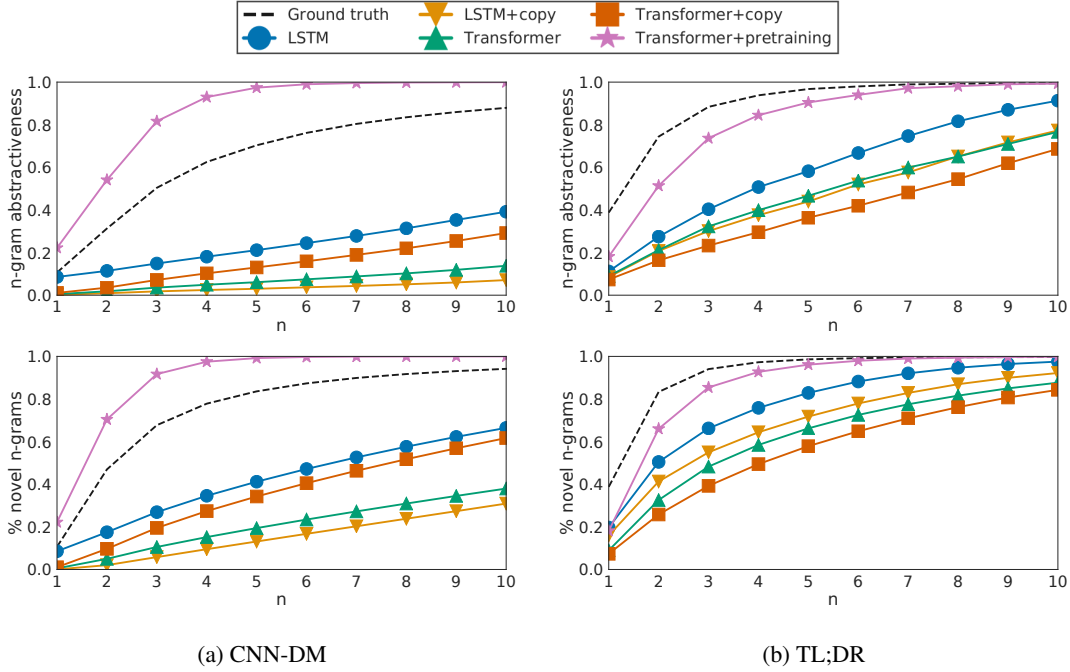 Ground truth
LSTM
LSTM+copy
Transformer
Transformer+copy
Transformer+pretraining
n-gram abstractiveness
1.0
0.8
0.6
0.4
0.2
0.0
1 2 3 4 5 6 7 8 9 10
n
n-gram abstractiveness
1.0
0.8
0.6
0.4
0.2
0.0
1 2 3 4 5 6 7 8 9 10
n
% novel n-grams
1.0
0.8
0.6
0.4
0.2
0.0
1 2 3 4 5 6 7 8 9 10
n
% novel n-grams
1.0
0.8
0.6
0.4
0.2
0.0
1 2 3 4 5 6 7 8 9 10
n
(a) CNN-DM
(b) TL;DR